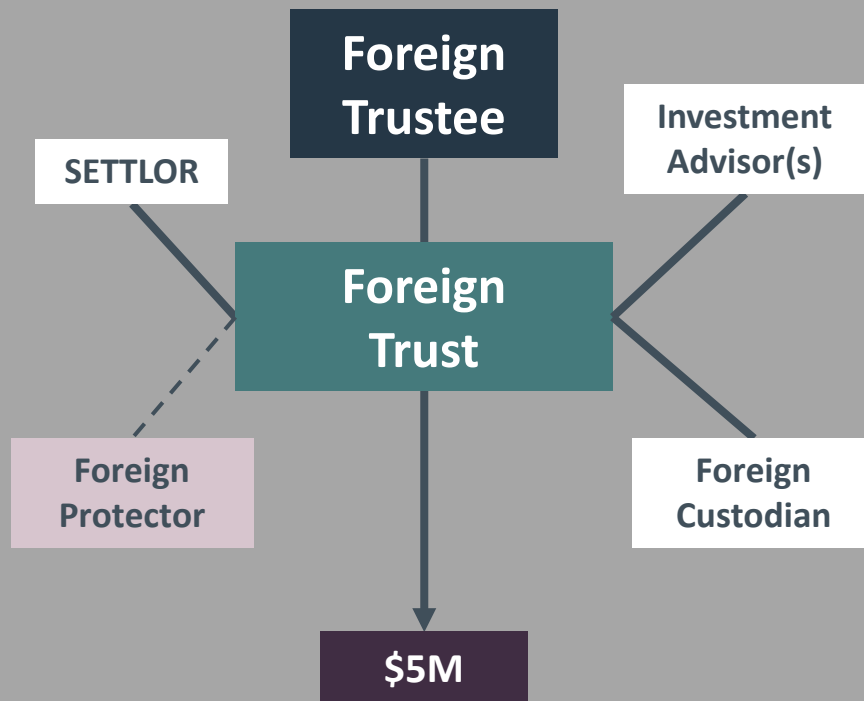 Foreign
Trustee
Investment
Advisor(s)
SETTLOR
Foreign
Trust
Foreign
Protector
Foreign
Custodian
$5M